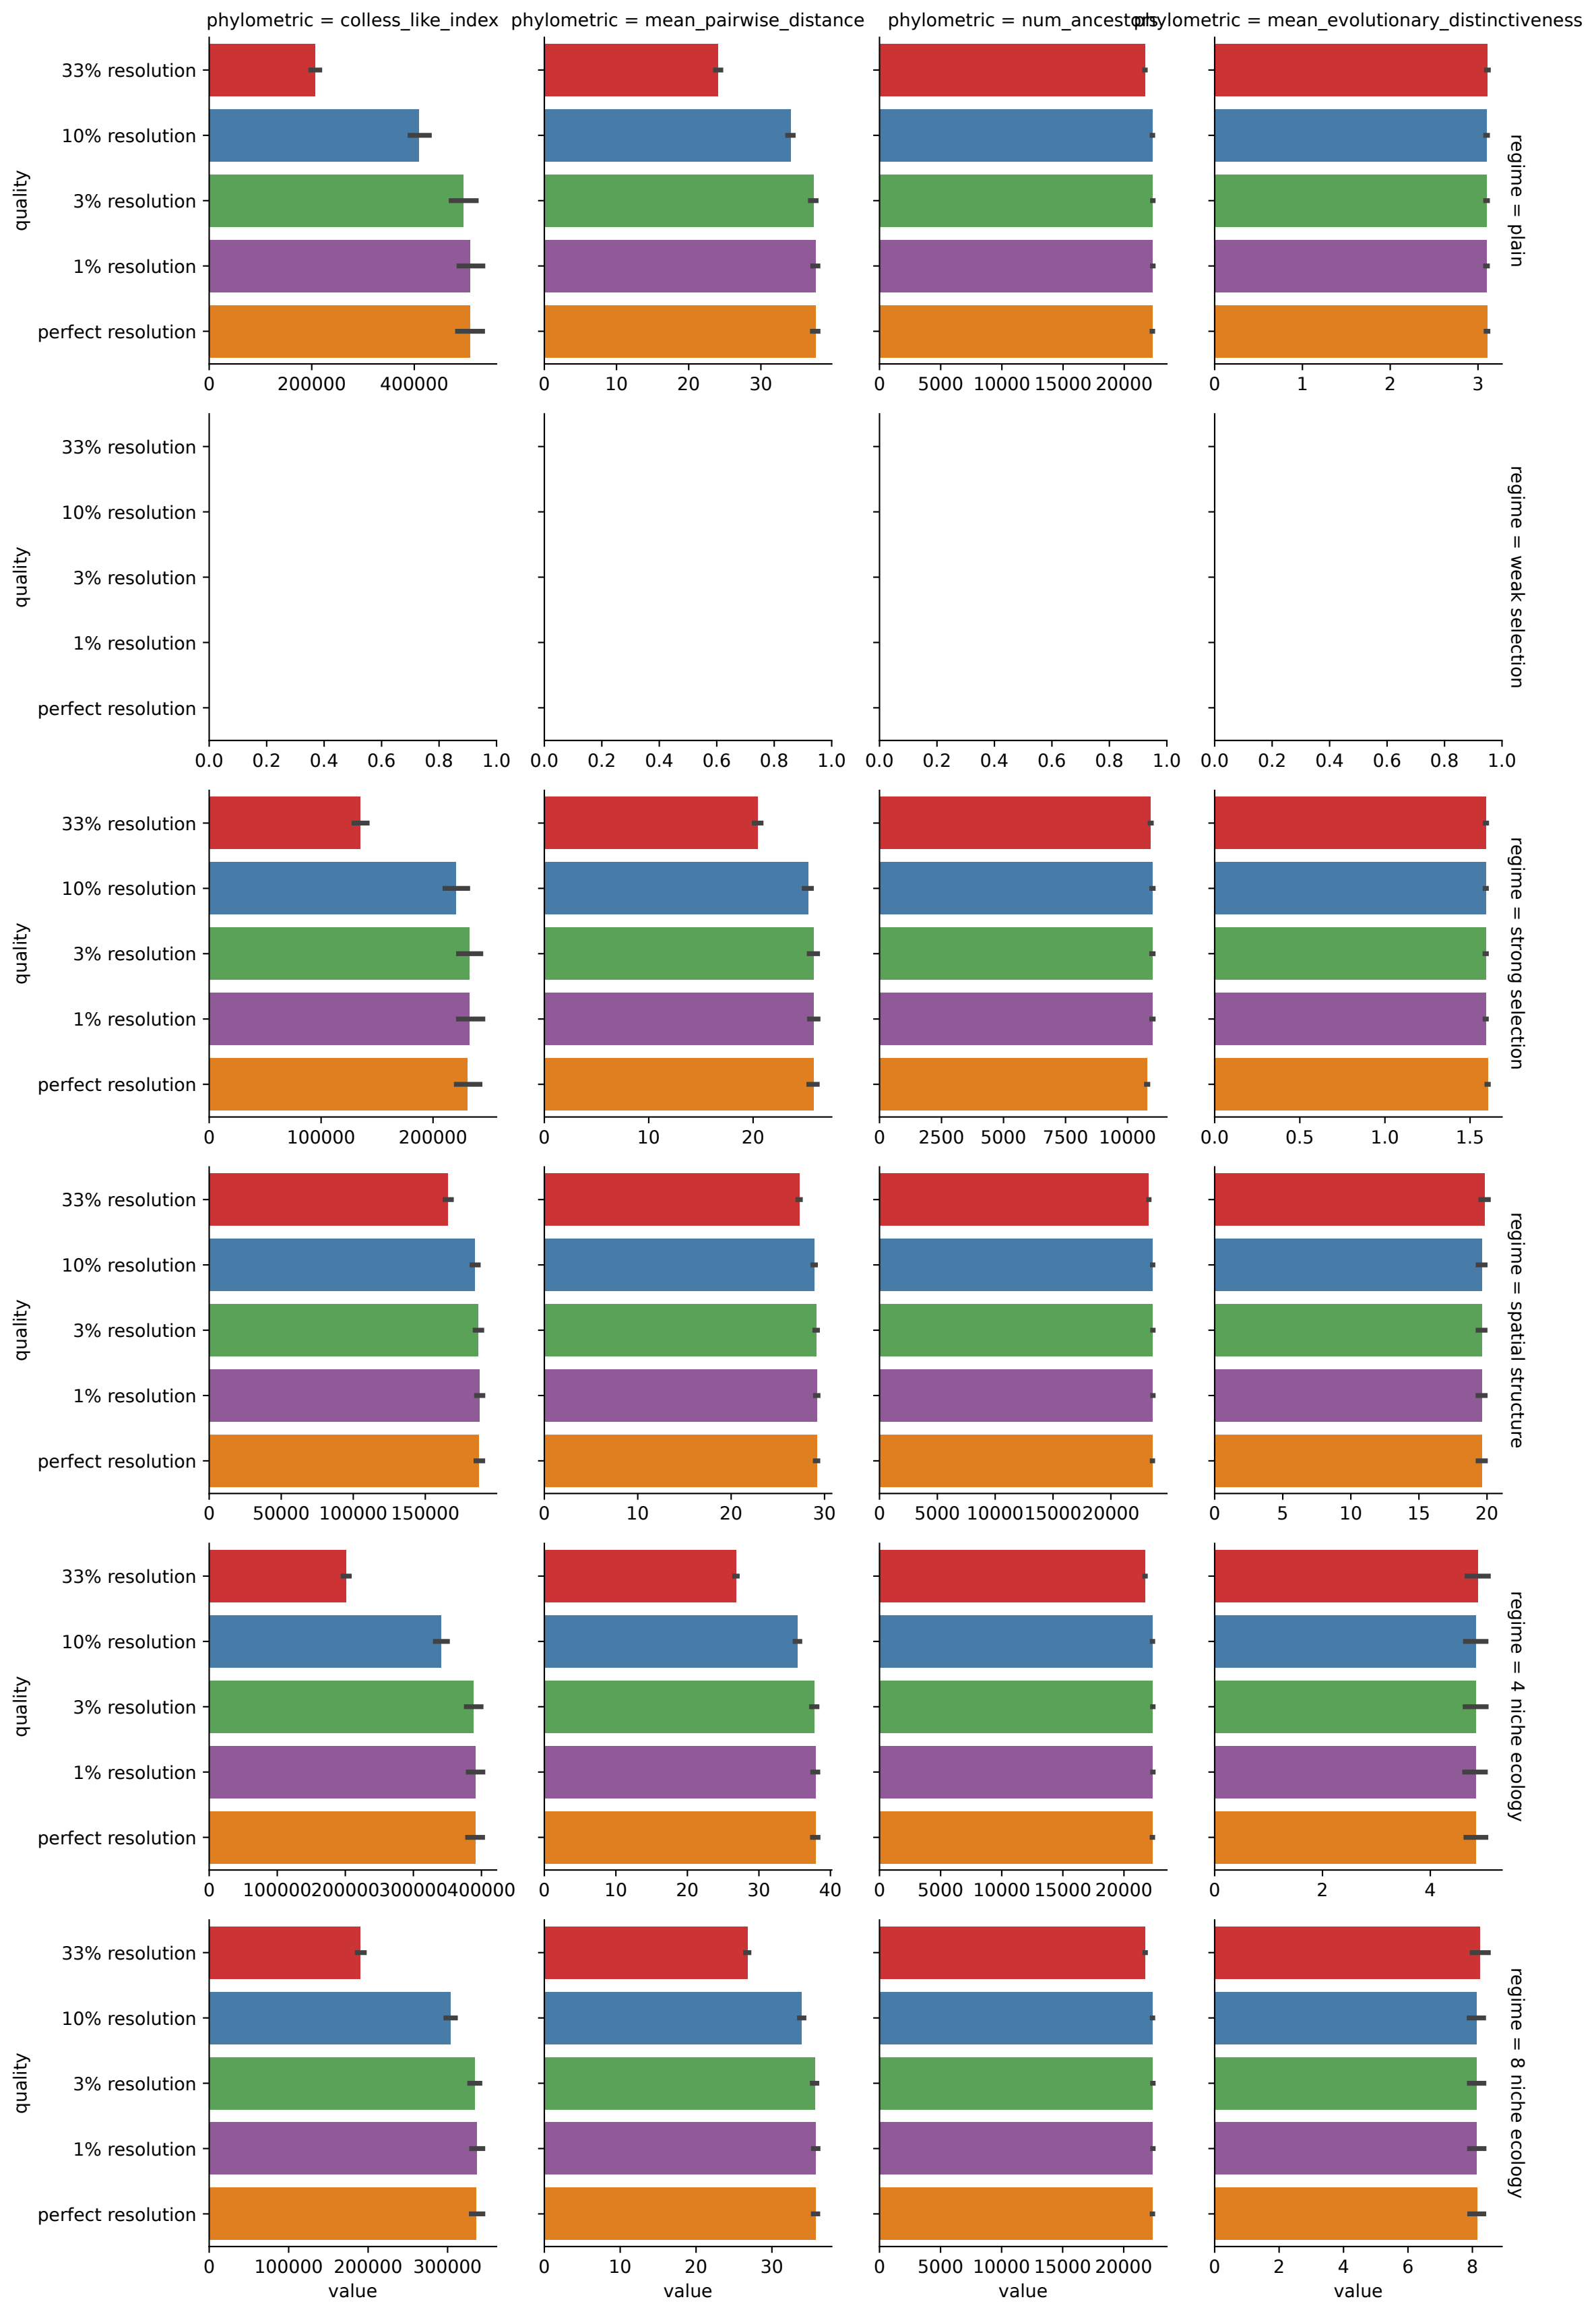 phylometric = colless_like_index
phylometric = mean_pairwise_distance
phylometric = num_ancestors
phylometric = mean_evolutionary_distinctiveness
33% resolution
10% resolution
3% resolution
1% resolution
perfect resolution
quality
regime = plain
0 200000 400000
0 10 20 30
0 5000 10000 15000 20000
0 1 2 3
33% resolution
10% resolution
3% resolution
1% resolution
perfect resolution
quality
regime = weak selection
0.0 0.2 0.4 0.6 0.8 1.0
0.0 0.2 0.4 0.6 0.8 1.0
0.0 0.2 0.4 0.6 0.8 1.0
0.0 0.2 0.4 0.6 0.8 1.0
33% resolution
10% resolution
3% resolution
1% resolution
perfect resolution
quality
regime = strong selection
0 100000 200000
0 10 20
0 2500 5000 7500 10000
0.0 0.5 1.0 1.5
33% resolution
10% resolution
3% resolution
1% resolution
perfect resolution
quality
regime = spatial structure
0 50000 100000 150000
0 10 20 30
0 5000 10000 15000 20000
0 5 10 15 20
33% resolution
10% resolution
3% resolution
1% resolution
perfect resolution
quality
regime = 4 niche ecology
0 100000 200000 300000 400000
0 10 20 30 40
0 5000 10000 15000 20000
0 2 4
33% resolution
10% resolution
3% resolution
1% resolution
perfect resolution
quality
regime = 8 niche ecology
0 100000 200000 300000
0 10 20 30
0 5000 10000 15000 20000
0 2 4 6 8
value
value
value
value